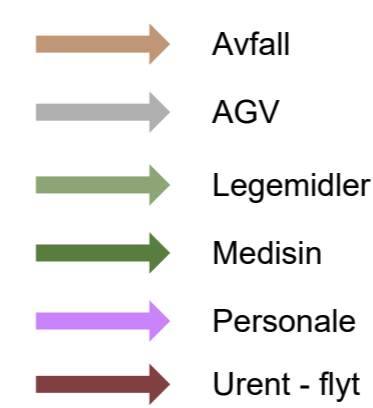 Avfall
AGV
Legemidler
Medisin
Personale
Urent - flyt